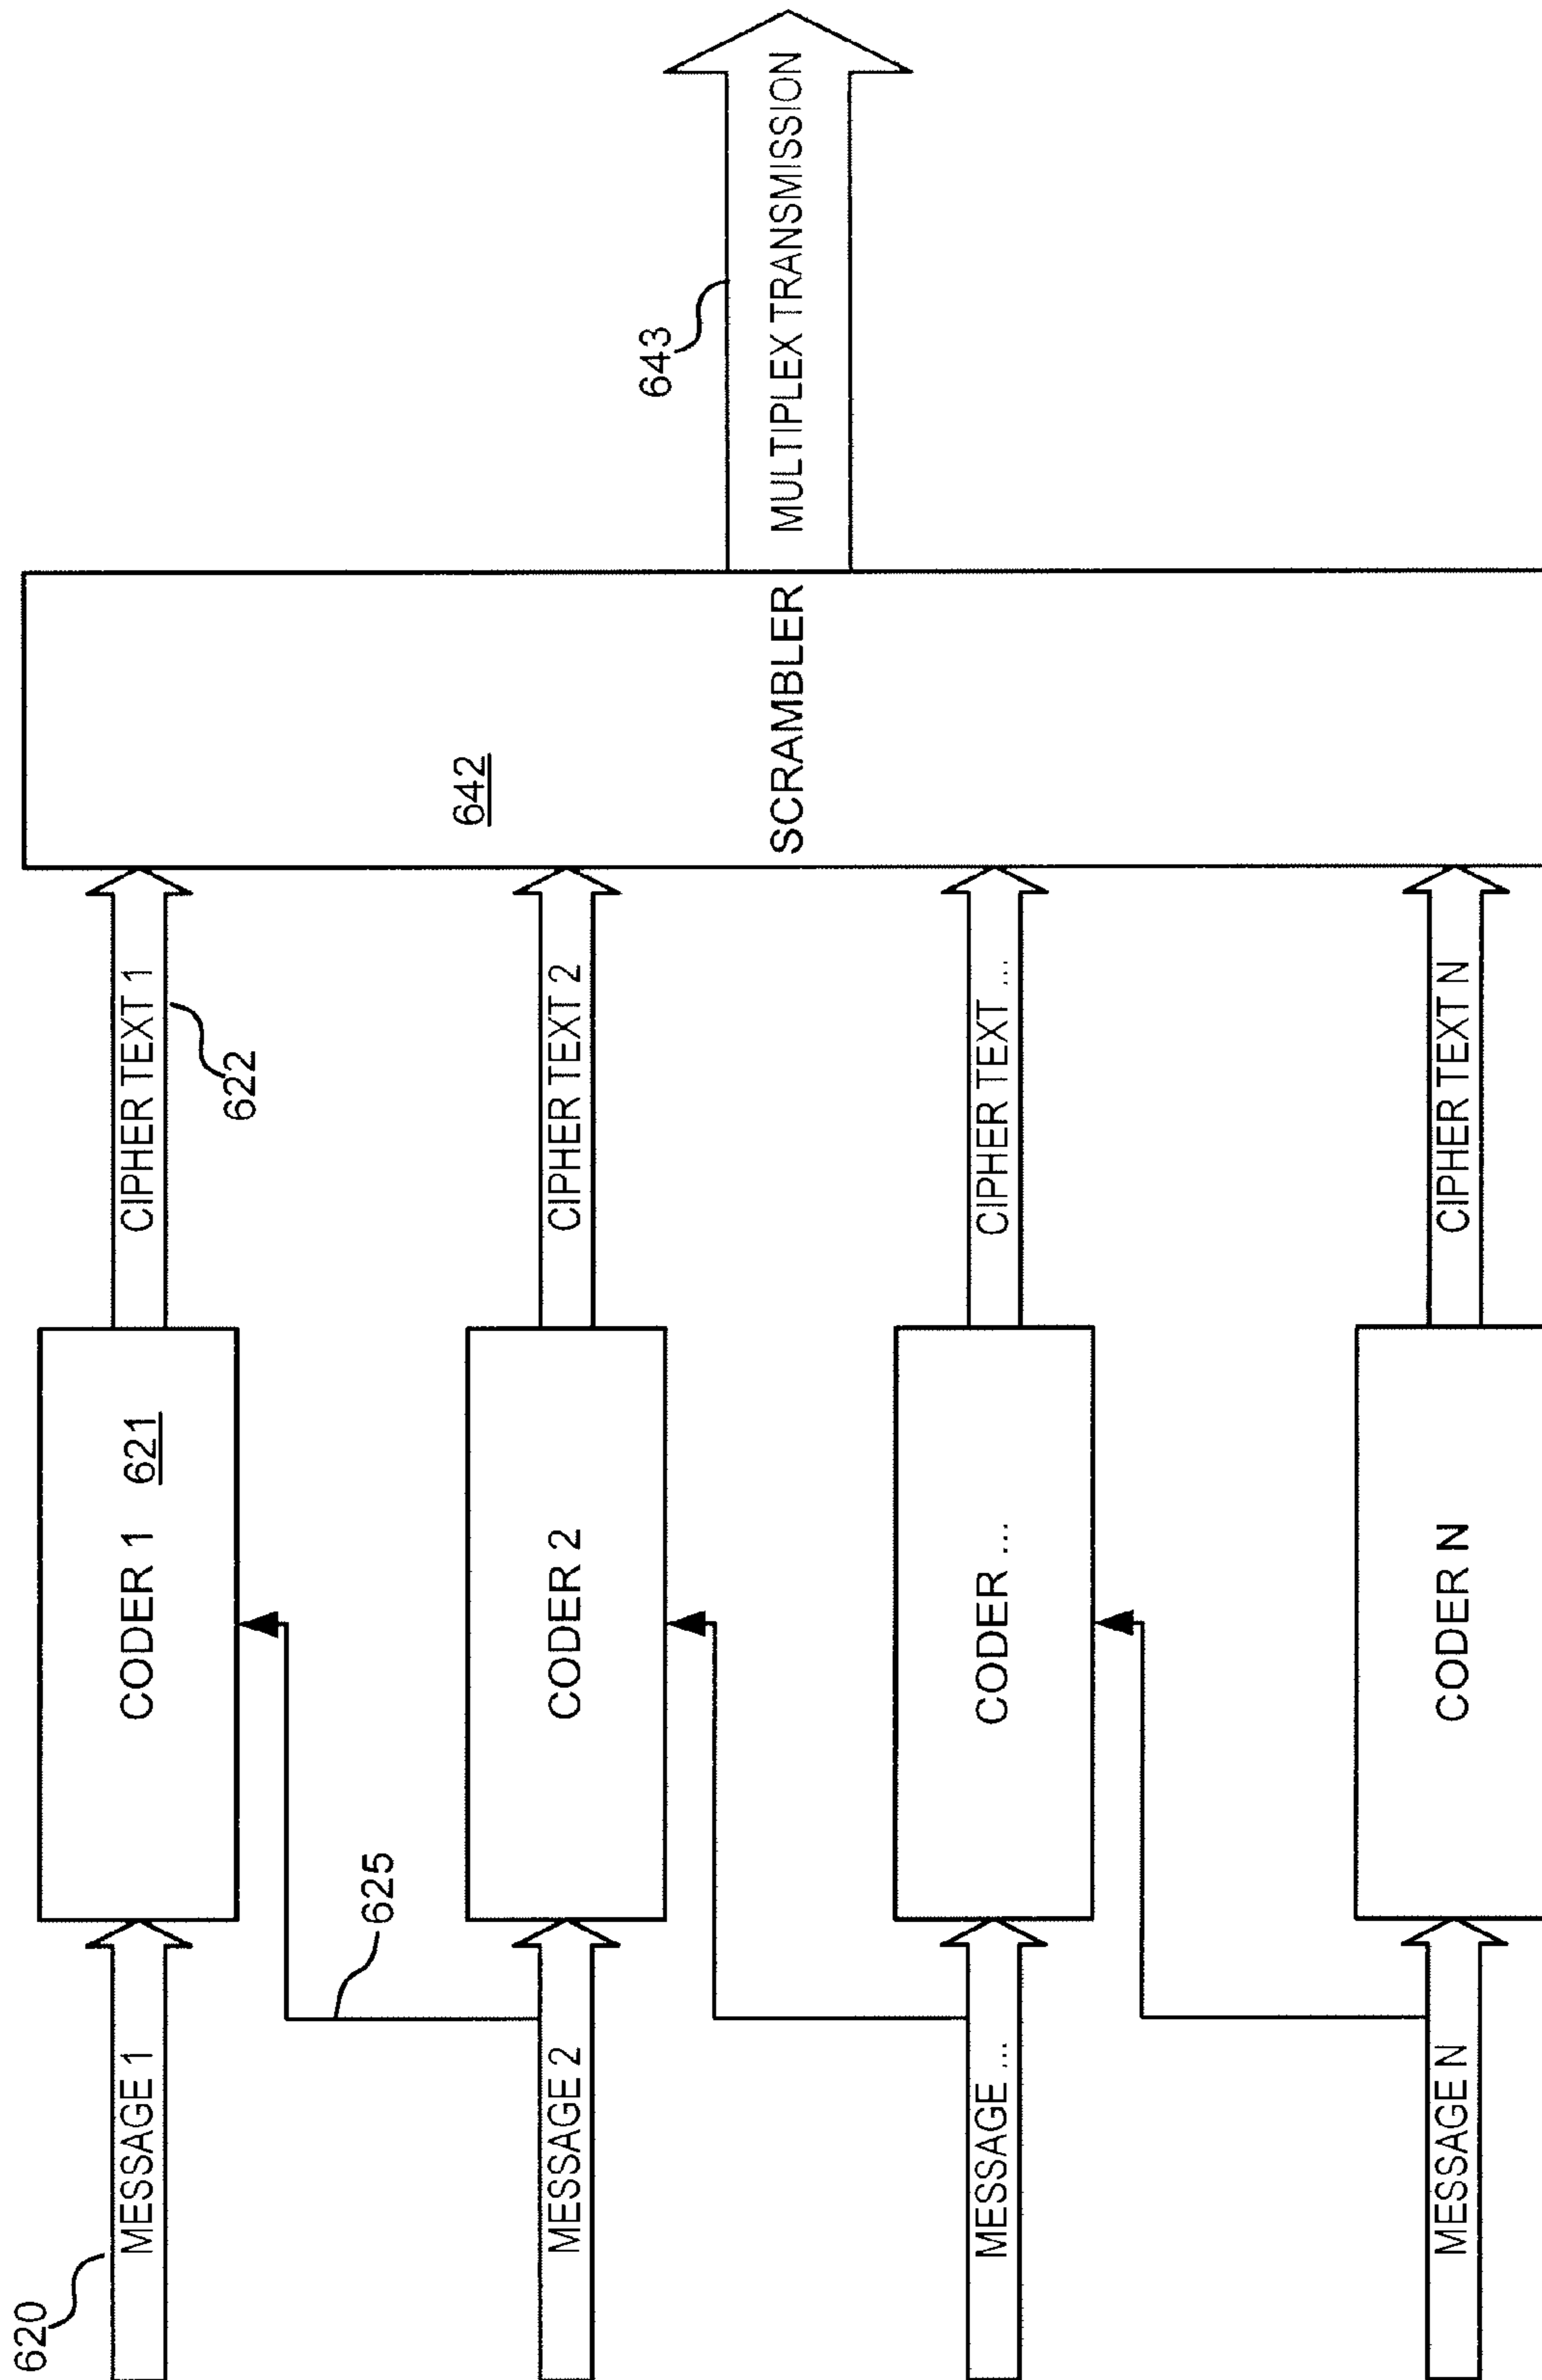 620
MESSAGE 1
CODER 1
621
CIPHER TEXT 1
622
625
MESSAGE 2
CODER 2
CIPHER TEXT 2
MESSAGE ...
CODER ...
CIPHER TEXT ...
MESSAGE N
CODER N
CIPHER TEXT N
642
SCRAMBLER
643
MULTIPLEX TRANSMISSION